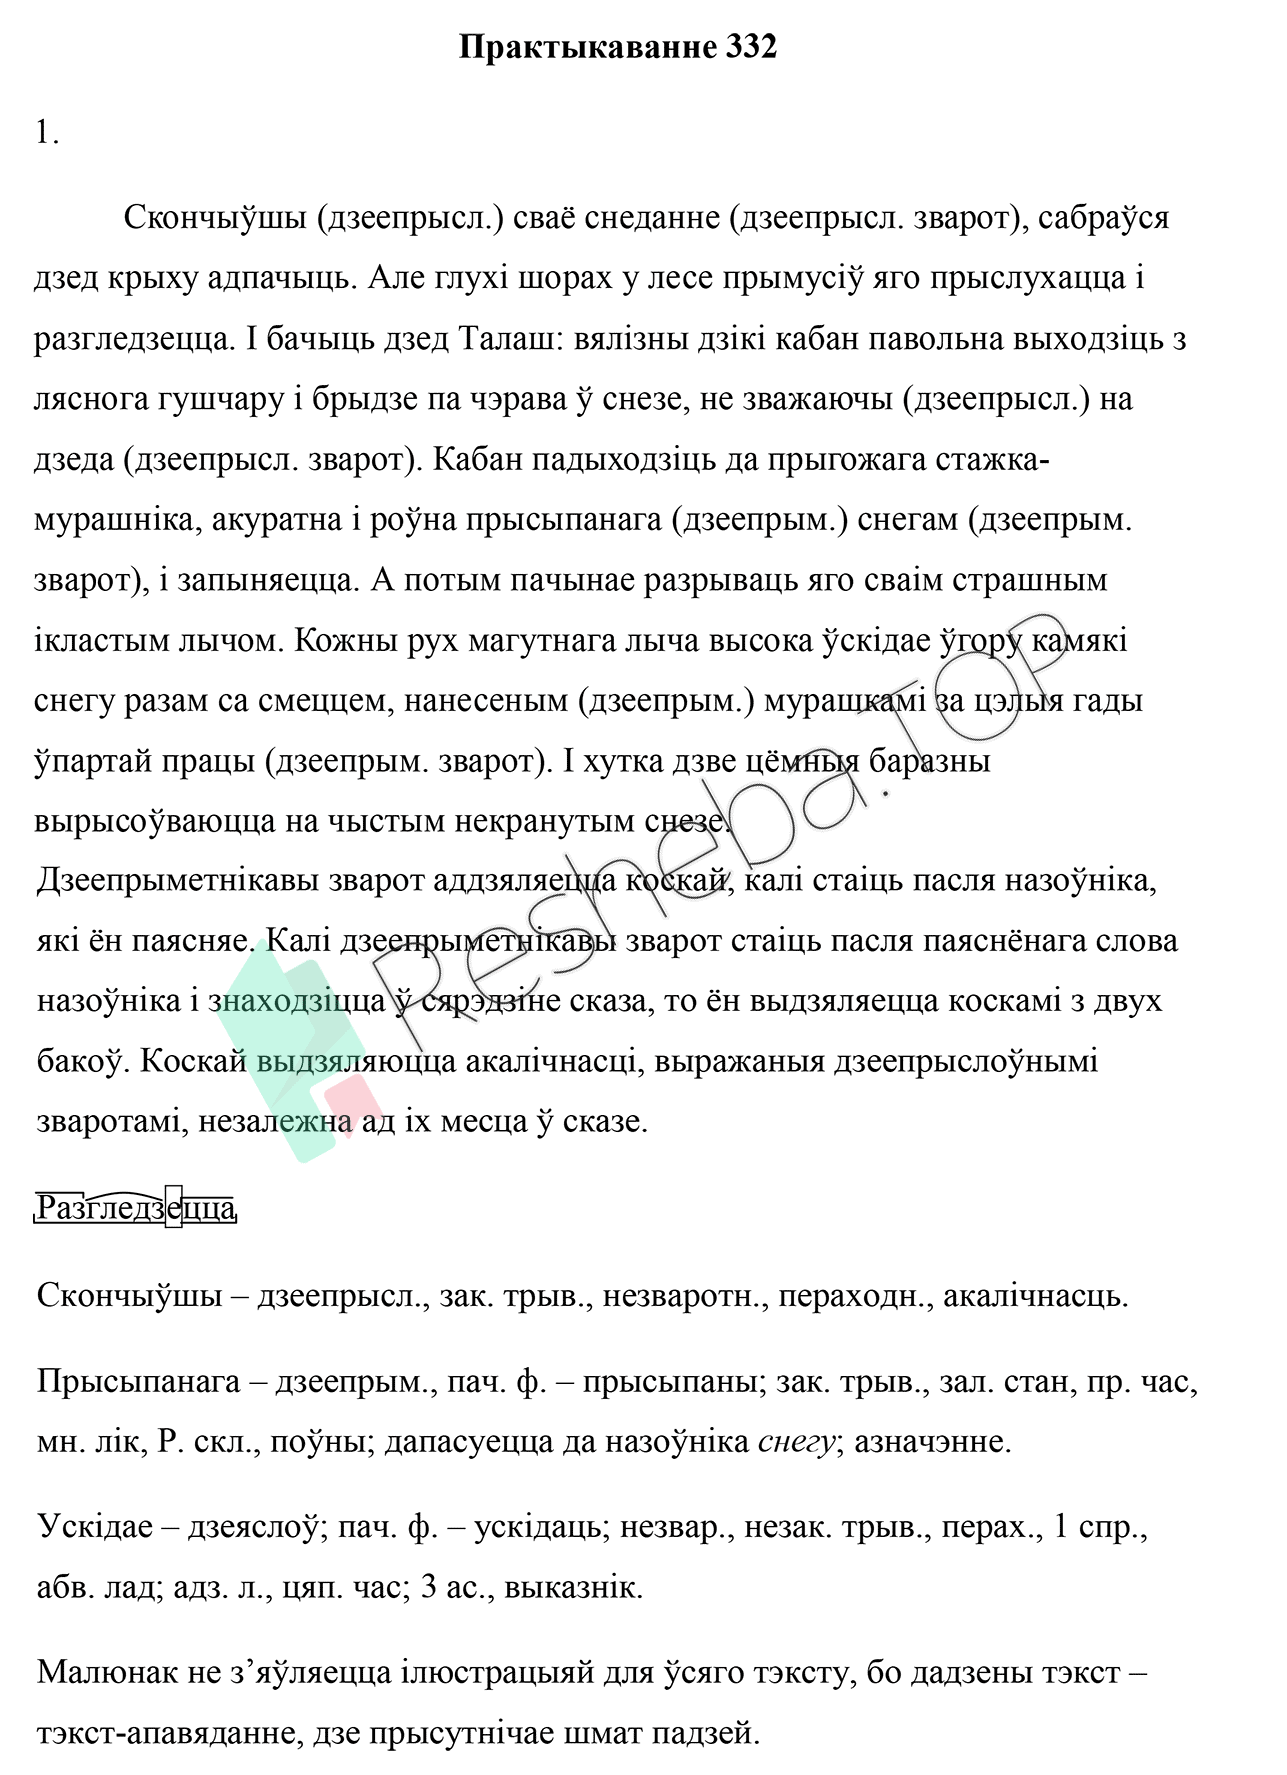 Практыкаванне 332
1.
Скончыўшы (дзеепрысл.) сваё снеданне (дзеепрысл. зварот), сабраўся
дзед крыху адпачыць. Але глухі шорах у лесе прымусіў яго прыслухацца і
разгледзецца. І бачыць дзед Талаш: вялізны дзікі кабан павольна выходзіць з
ляснога гушчару і брыдзе па чэрава ў снезе, не зважаючы (дзеепрысл.) на
дзеда (дзеепрысл. зварот). Кабан падыходзіць да прыгожага стажка-
мурашніка, акуратна і роўна прысыпанага (дзеепрым.) снегам (дзеепрым.
зварот), і запыняецца. А потым пачынае разрываць яго сваім страшным
ікластым лычом. Кожны рух магутнага лыча высока ўскідае ўгору камякі
снегу разам са смеццем, нанесеным (дзеепрым.) мурашкамі за цэлыя гады
ўпартай працы (дзеепрым. зварот). І хутка дзве цёмныя баразны
вырысоўваюцца на чыстым некранутым снезе.
Дзеепрыметнікавы зварот аддзяляецца коскай, калі стаіць пасля назоўніка,
які ён паясняе. Калі дзеепрыметнікавы зварот стаіць пасля пояснёнага слова
назоўніка і знаходзіцца ў сярэдзіне сказа, то ён выдзяляецца коскамі з двух
бакоў. Коскай выдзяляюцца акалічнасці, выражаныя дзеепрыслоўнымі
зваротамі, незалежна ад іх месца ў сказе.
Разгледзецца
Скончыўшы – дзеепрысл., зак. трыв., незваротн., пераходн., акалічнасць.
Прысыпанага – дзеепрым., пач. ф. – прысыпаны; зак. трыв., зал. стан, пр. час,
мн. лік, Р. скл., поўны; дапасуецца да назоўніка снегу; азначэнне.
Ускідае – дзеяслоў; пач. ф. – ускідаць; незвар., незак. трыв., перах., 1 спр.,
абв. лад; адз. л., цяп. час; 3 ас., выказнік.
Малюнак не з’яўляецца ілюстрацыяй для ўсяго тэксту, бо дадзены тэкст –
тэкст-апавяданне, дзе прысутнічае шмат падзей.
Resheba.TOP